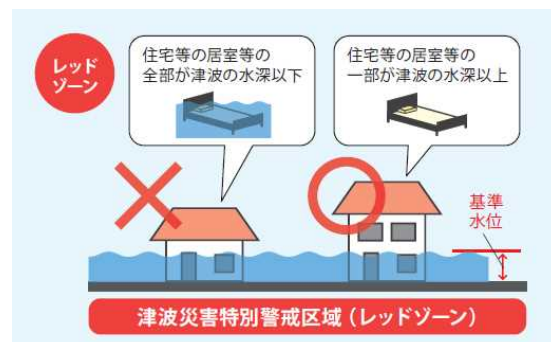 レッド
ゾーン
住宅等の居室等の
全部が津波の水深以下
住宅等の居室等の
一部が津波の水深以上
基準
水位
津波災害特別警戒区域（レッドゾーン）